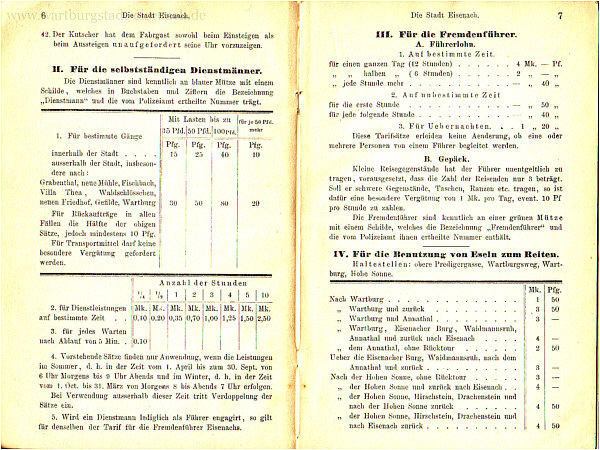 www.wartburgstadt-eisenach.de
6 Die Stadt Eisenach.
42. Der Kutscher hat dem Fahrgast sowohl beim Einsteigen als
beim Aussteigen unaufgefordert seine Uhr vorzuzeigen.
II. Für die selbstständigen Dienstmänner.
Die Dienstmänner sind kenntlich an blauer Mütze mit einem
Schilde, welches in Buchstaben und Ziffern die Bezeichnung
„Dienstmann" und die vom Polizeiamt ertheilte Nummer trägt.
Mit Lasten bis zu
35 Pfd. 50 Pfd. 100 Pfd. für je 50 Pfd. mehr
1. Für bestimmte Gänge Pfg. Pfg. Pfg. Pfg.
innerhalb der Stadt . . . . 15 25 40 10
ausserhalb der Stadt, insbeson-
dere nach:
Grabenthal, neue Mühle, Fischbach,
Villa Thea, Waldschlösschen,
neuen Friedhof, Gefilde, Wartburg 30 50 80 20
Für Rückaufträge in allen
Fällen die Hälfte der obigen
Sätze, jedoch mindestens 10 Pfg.
Für Transportmittel darf keine
besondere Vergütung gefordert
werden.
Anzahl der Stunden
1/4 1/2 1 2 3 4 5 10
2. für Dienstleistungen Mk. Mk. Mk. Mk. Mk. Mk. Mk. Mk.
auf bestimmte Zeit . . 0,10 0,20 0,35 0,70 1,00 1,25 1,50 2,50
3. für jedes Warten
nach Ablauf von 5 Min. . 0,10
4. Vorstehende Sätze finden nur Anwendung, wenn die Leistungen
im Sommer, d. h. in der Zeit vom 1. April bis zum 30. Sept. von
6 Uhr Morgens bis 9 Uhr Abends und im Winter, d. h. in der Zeit
vom 1. Oct. bis 31. März von Morgens 8 bis Abends 7 Uhr erfolgen.
Bei Verwendung ausserhalb dieser Zeit tritt Verdoppelung der
Sätze ein.
5. Wird ein Dienstmann lediglich als Führer engagirt, so gilt
für denselben der Tarif für die Fremdenführer Eisenachs.
Die Stadt Eisenach. 7
III. Für die Fremdenführer.
A. Führerlohn.
1. Auf bestimmte Zeit.
für einen ganzen Tag (12 Stunden) . . . . . 4 Mk. — Pf.
„ „ halben „ (6 Stunden) . . . . . 2 „ — „
„ jede Stunde mehr . . . . . — „ 40 „
2. Auf unbestimmte Zeit
für die erste Stunde . . . . . — „ 50 „
für jede folgende Stunde . . . . . — „ 40 „
3. Für Uebernachten. . . 1 „ 20 „
Diese Tarifsätze erleiden keine Aenderung, ob eine oder
mehrere Personen von einem Führer begleitet werden.
B. Gepäck.
Kleine Reisegegenstände hat der Führer unentgeltlich zu
tragen, vorausgesetzt, dass die Zahl der Reisenden nur 3 beträgt.
Soll er schwere Gegenstände, Taschen, Ranzen etc. tragen, so ist
dafür eine besondere Vergütung von 1 Mk. pro Tag, event. 10 Pf
pro Stunde zu zahlen.
Die Fremdenführer sind kenntlich an einer grünen Mütze
mit einem Schilde, welches die Bezeichnung „Fremdenführer" und
die vom Polizeiamt ihnen ertheilte Nummer enthält.
IV. Für die Benutzung von Eseln zum Reiten.
Haltestellen: obere Predigergasse, Wartburgsweg, Wart-
burg, Hohe Sonne.
Mk. Pfg.
Nach Wartburg . . . . . 1 50
„ Wartburg und zurück . . . . . 3 50
„ Wartburg und Annathal . . . . . 3 —
„ Wartburg, Eisenacher Burg, Waidmannsruh,
Annathal und zurück nach Eisenach . . . . . 4 —
„ dem Annathal, ohne Rücktour . . . . . 2 50
Ueber die Eisenacher Burg, Waidmannsruh, nach dem
Annathal und zurück . . . . . 3 —
Nach der Hohen Sonne, ohne Rücktour . . . . . 3 —
„ der Hohen Sonne und zurück nach Eisenach . . 4 —
„ der Hohen Sonne, Hirschstein, Drachenstein und
nach der Hohen Sonne zurück . . . . . 4 50
„ der Hohen Sonne, Hirschstein, Drachenstein und
nach Eisenach zurück . . . . . 4 50